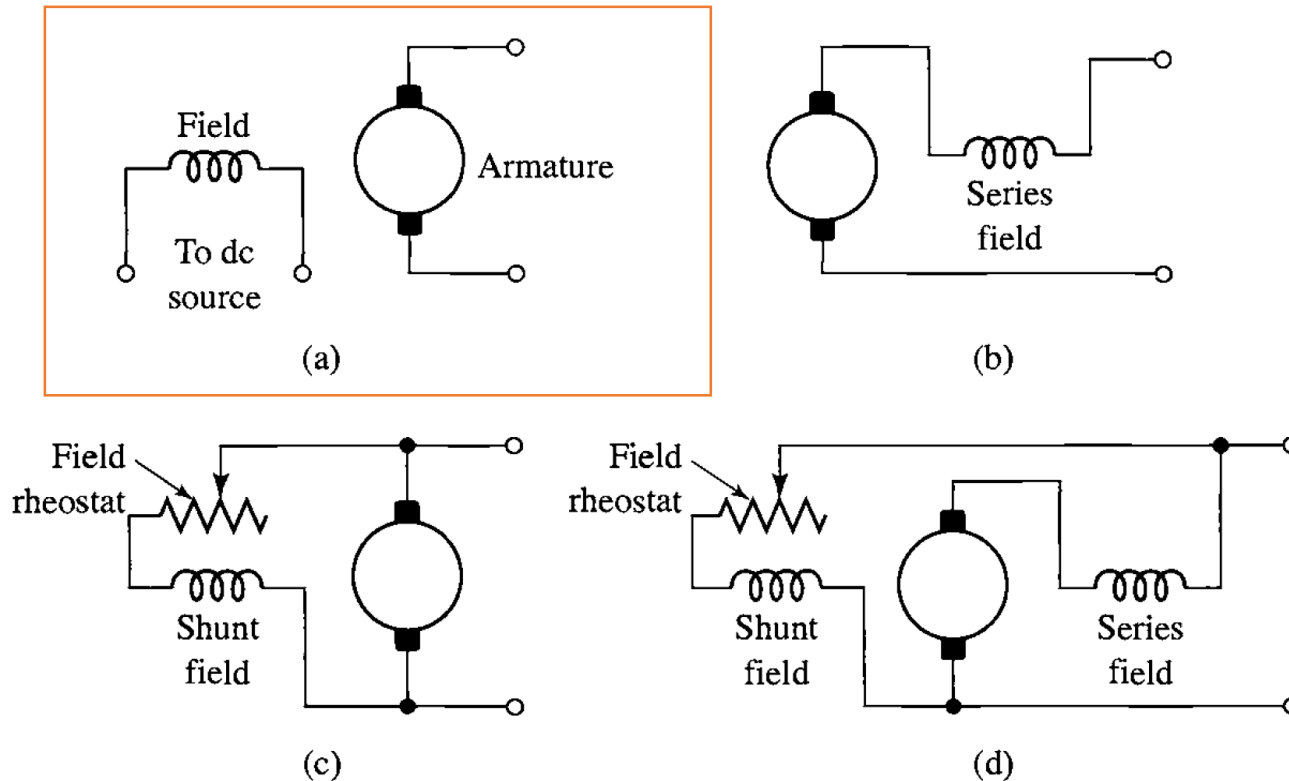 Field
To dc
source
Armature
(a)
Series
field
(b)
Field
rheostat
Shunt
field
(c)
Field
rheostat
Shunt
field
Series
field
(d)